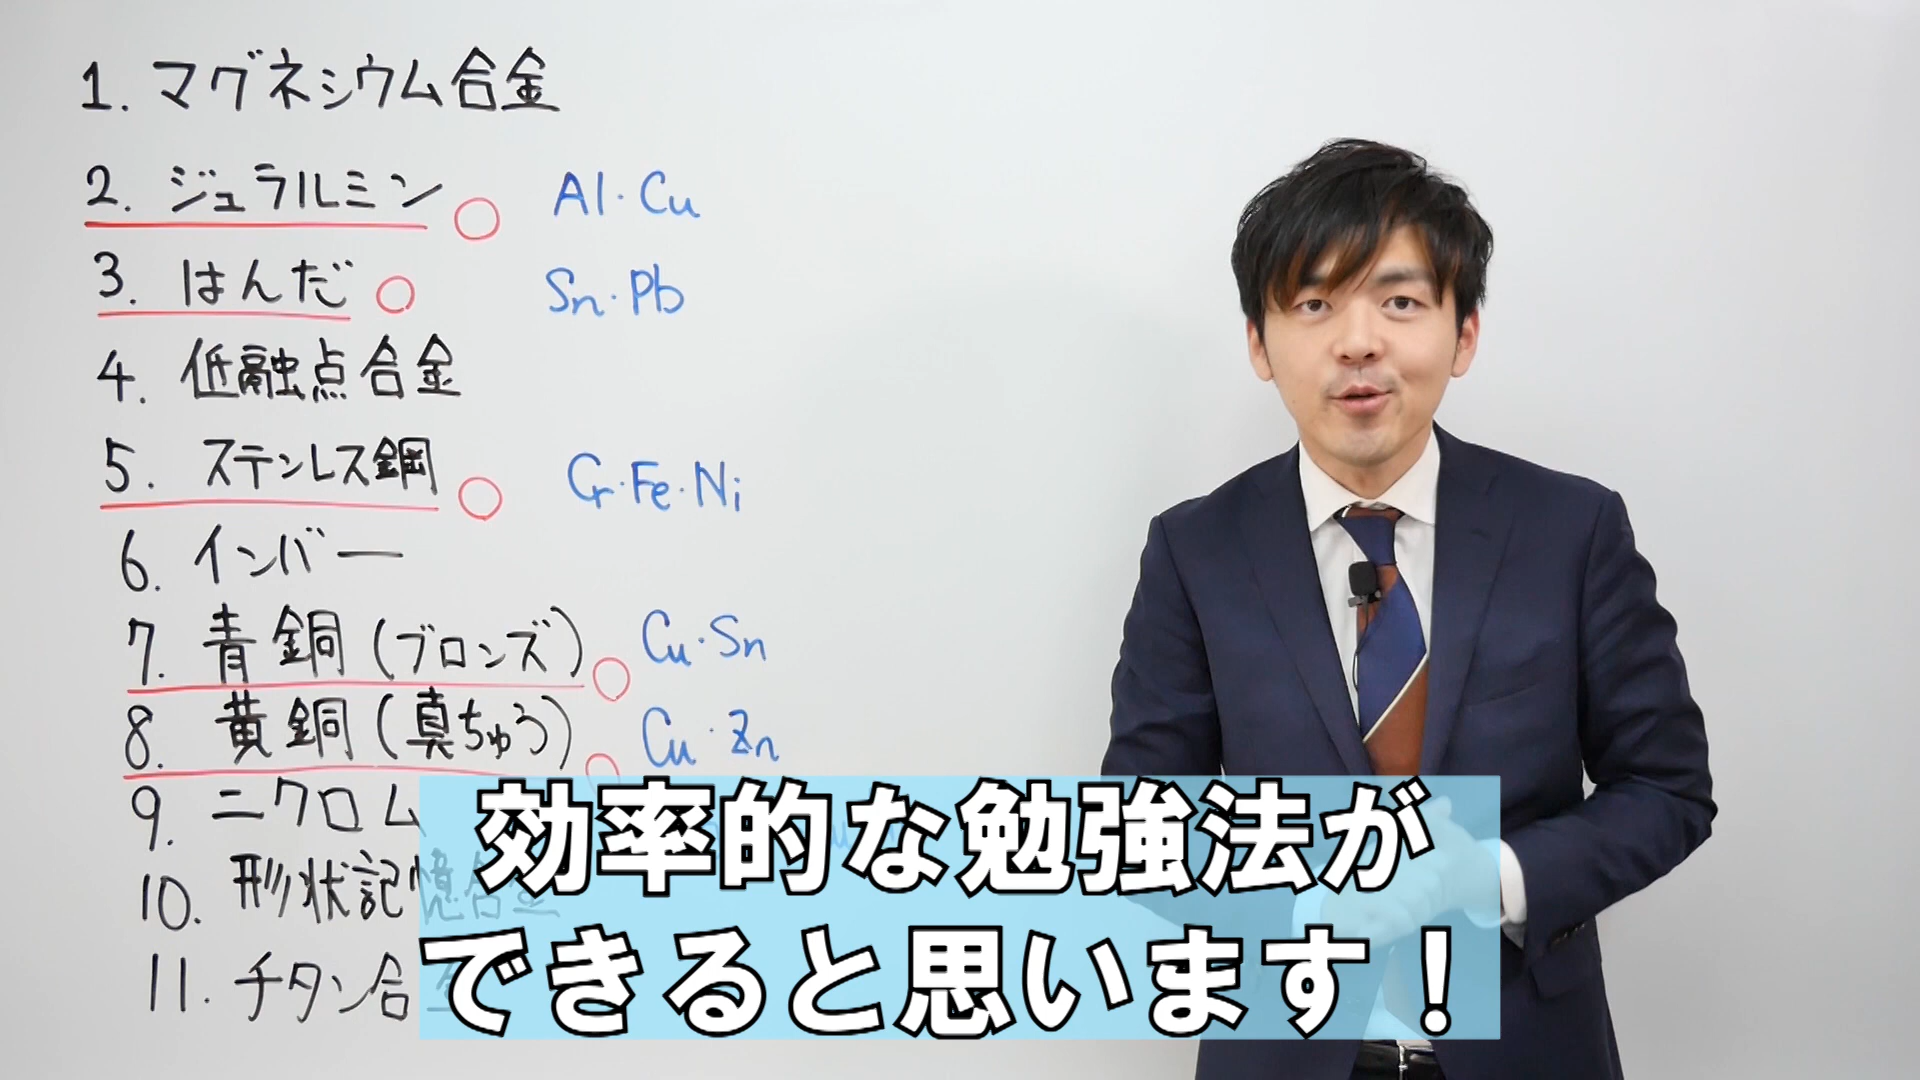 1. マグネシウム合金
2. ジュラルミン ○ Al・Cu
3. はんだ ○ Sn・Pb
4. 低融点合金
5. ステンレス鋼 ○ Cr・Fe・Ni
6. インバー
7. 青銅(ブロンズ) ○ Cu・Sn
8. 黄銅(真ちゅう) ○ Cu・Zn
9. ニクロム
10. 形状記憶合金
11. チタン合金
効率的な勉強法が
できると思います！